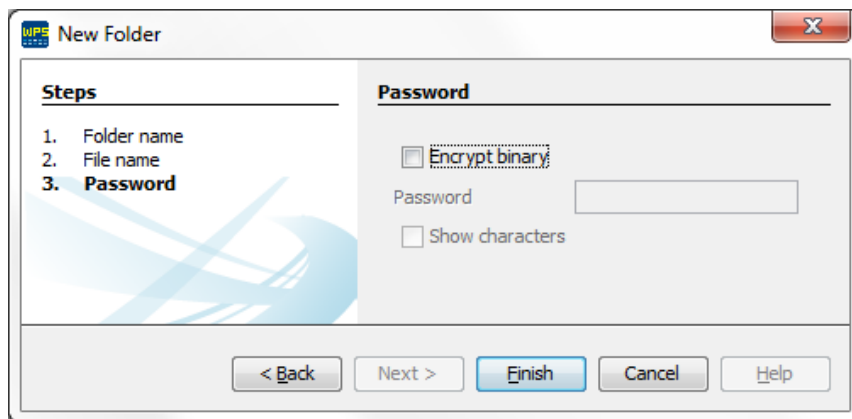 WPS New Folder
Steps
1. Folder name
2. File name
3. Password
Password
Encrypt binary
Password
Show characters
< Back Next > Finish Cancel Help